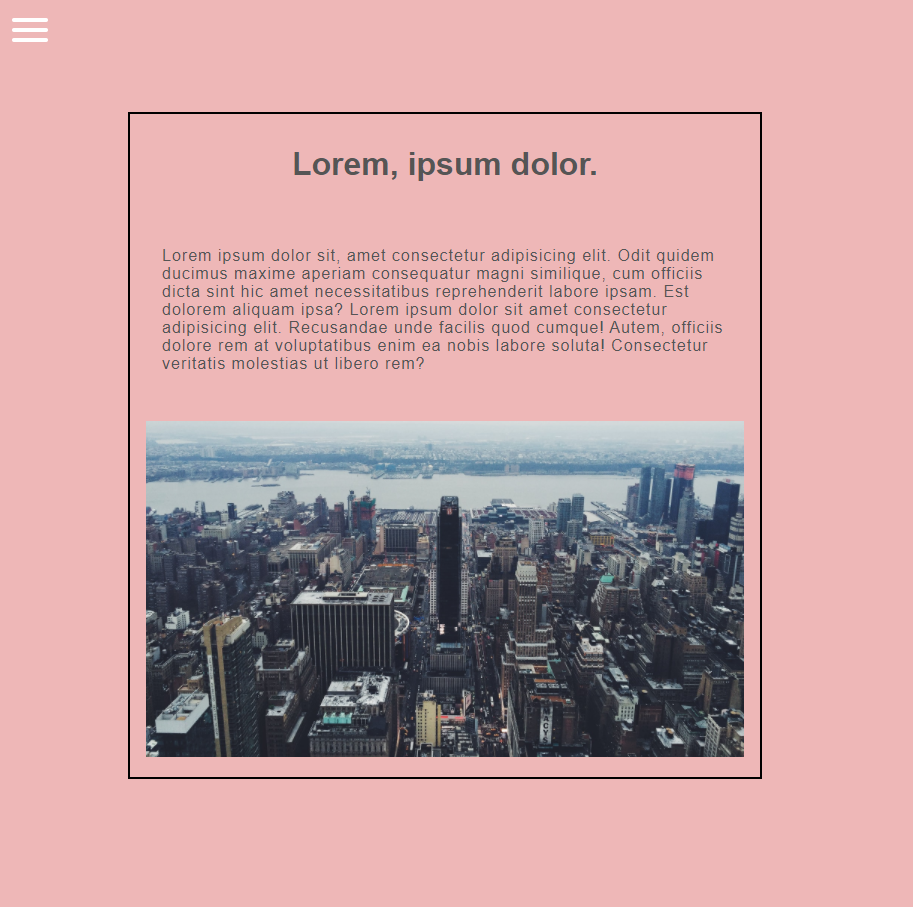 Lorem, ipsum dolor.
Lorem ipsum dolor sit, amet consectetur adipisicing elit. Odit quidem
ducimus maxime aperiam consequatur magni similique, cum officiis
dicta sint hic amet necessitatibus reprehenderit labore ipsam. Est
dolorem aliquam ipsa? Lorem ipsum dolor sit amet consectetur
adipisicing elit. Recusandae unde facilis quod cumque! Autem, officiis
dolore rem at voluptatibus enim ea nobis labore soluta! Consectetur
veritatis molestias ut libero rem?
MACYS